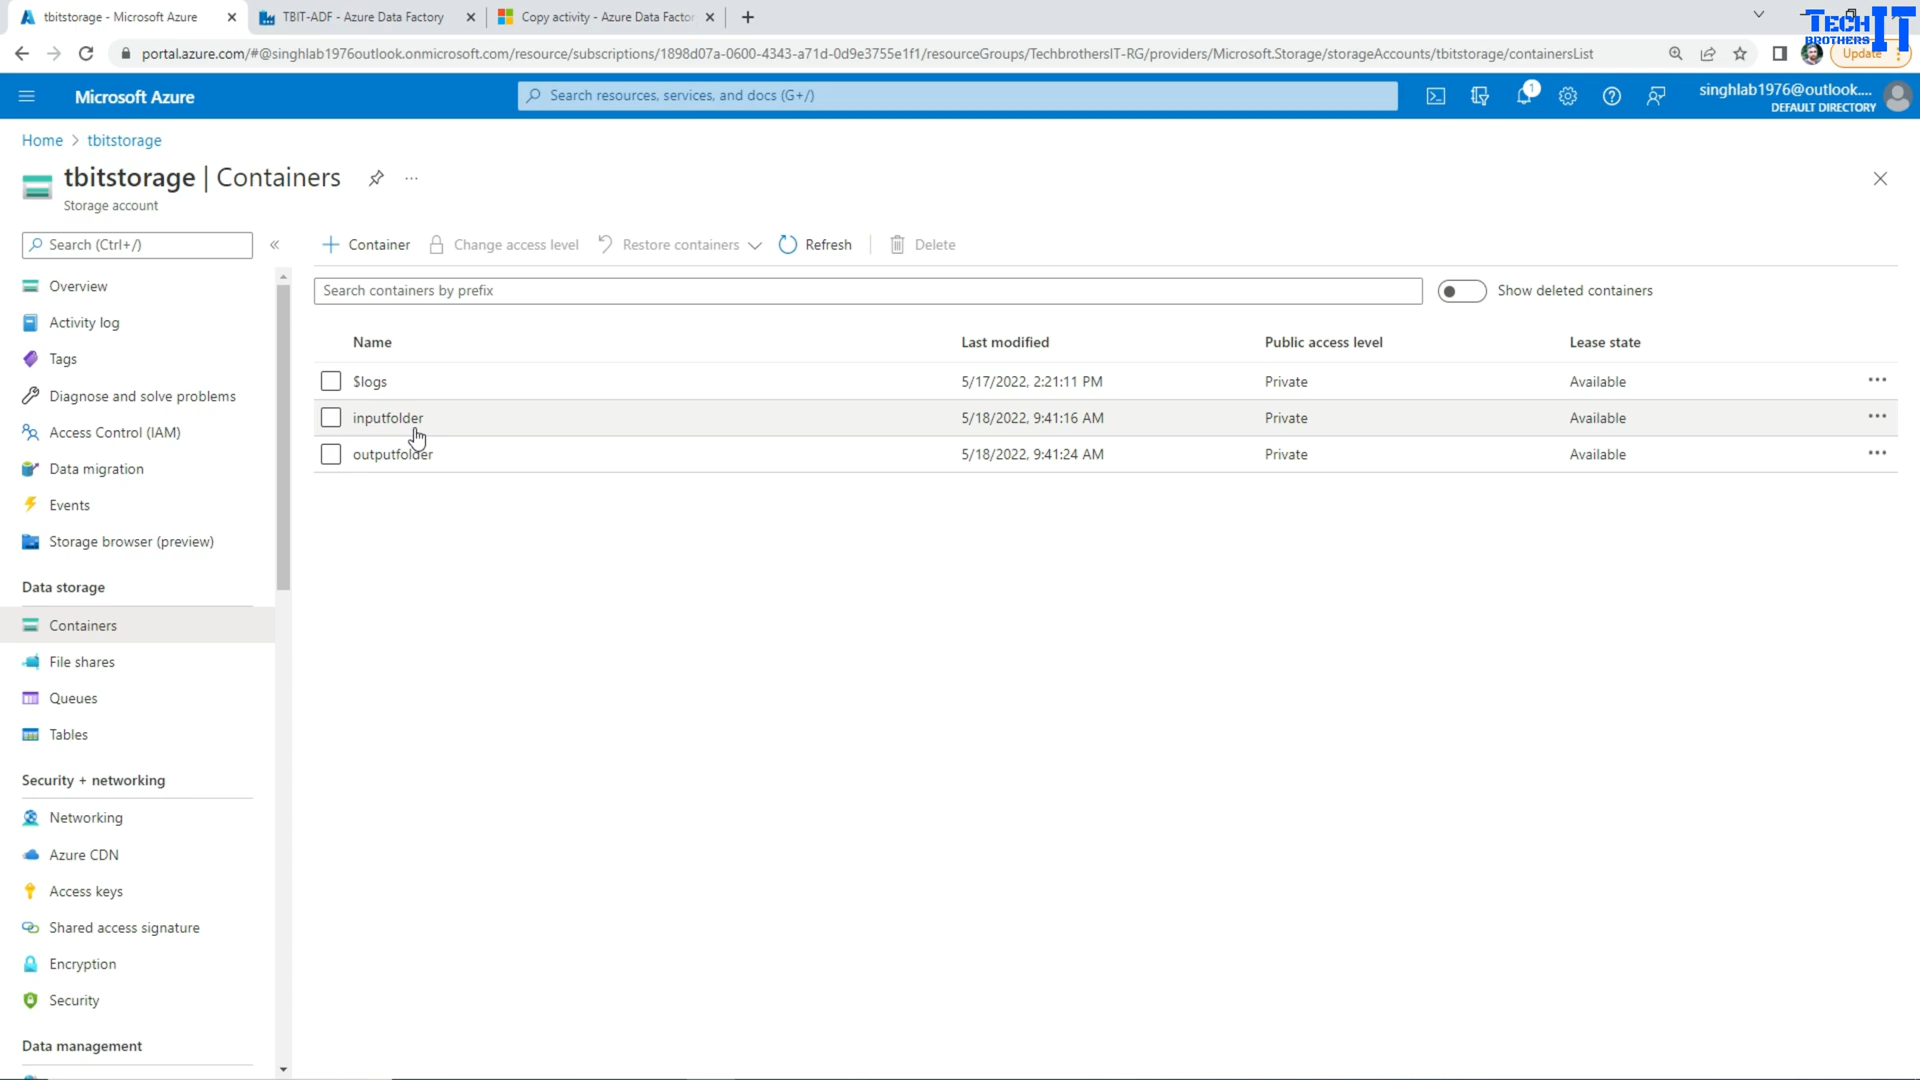 tbitstorage - Microsoft Azure
TBIT-ADF - Azure Data Factory
Copy activity - Azure Data Factor
TECH IT
BROTHERS
portal.azure.com/#@singhlab1976outlook.onmicrosoft.com/resource/subscriptions/1898d07a-0600-4343-a71d-0d9e3755e1f1/resourceGroups/TechbrothersIT-RG/providers/Microsoft.Storage/storageAccounts/tbitstorage/containersList
Update
Microsoft Azure
Search resources, services, and docs (G+/)
1
singhlab1976@outlook....
DEFAULT DIRECTORY
Home > tbitstorage
tbitstorage | Containers
Storage account
Search (Ctrl+/)
Container
Change access level
Restore containers
Refresh
Delete
Search containers by prefix
Show deleted containers
Name Last modified Public access level Lease state
$logs 5/17/2022, 2:21:11 PM Private Available
inputfolder 5/18/2022, 9:41:16 AM Private Available
outputfolder 5/18/2022, 9:41:24 AM Private Available
Overview
Activity log
Tags
Diagnose and solve problems
Access Control (IAM)
Data migration
Events
Storage browser (preview)
Data storage
Containers
File shares
Queues
Tables
Security + networking
Networking
Azure CDN
Access keys
Shared access signature
Encryption
Security
Data management